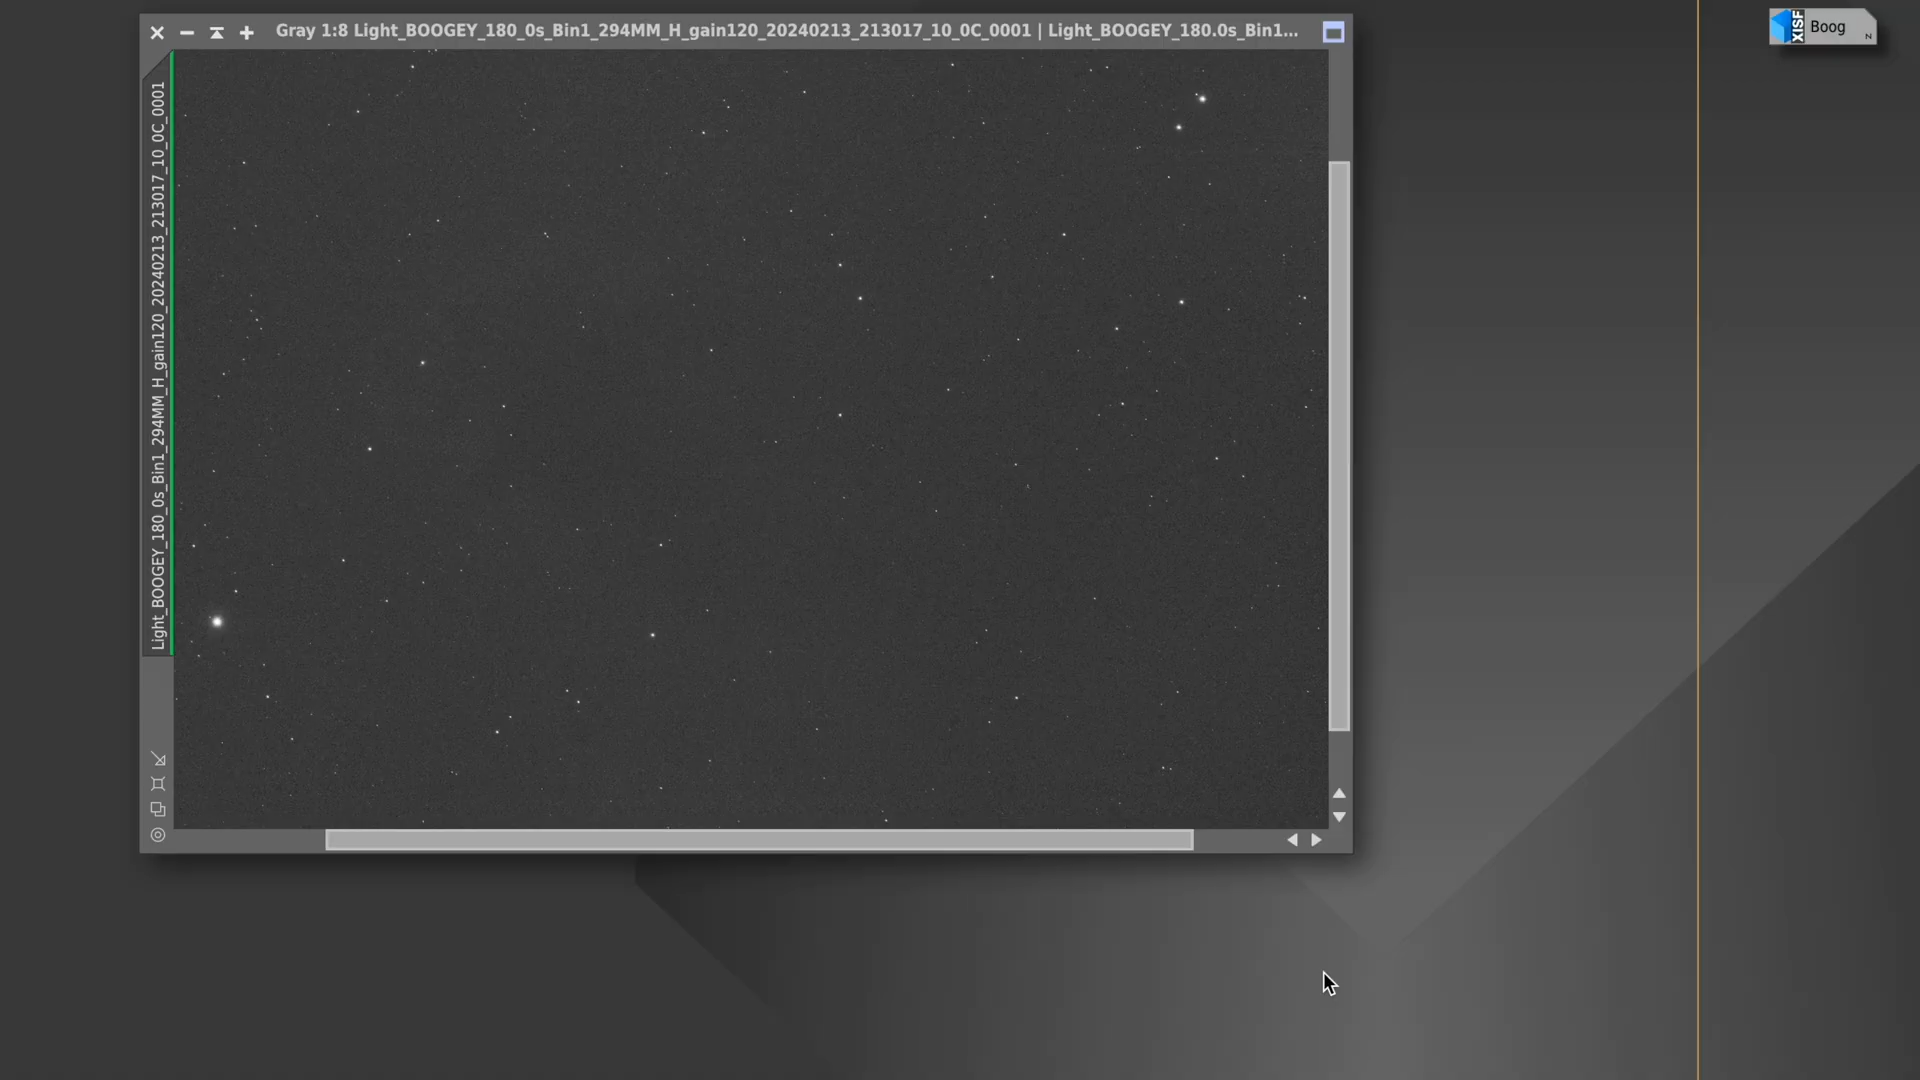 Gray 1:8 Light_BOOGEY_180_0s_Bin1_294MM_H_gain120_20240213_213017_10_0C_0001 | Light_BOOGEY_180.0s_Bin1...
Light_BOOGEY_180_0s_Bin1_294MM_H_gain120_20240213_213017_10_0C_0001
XISF
Boog
N